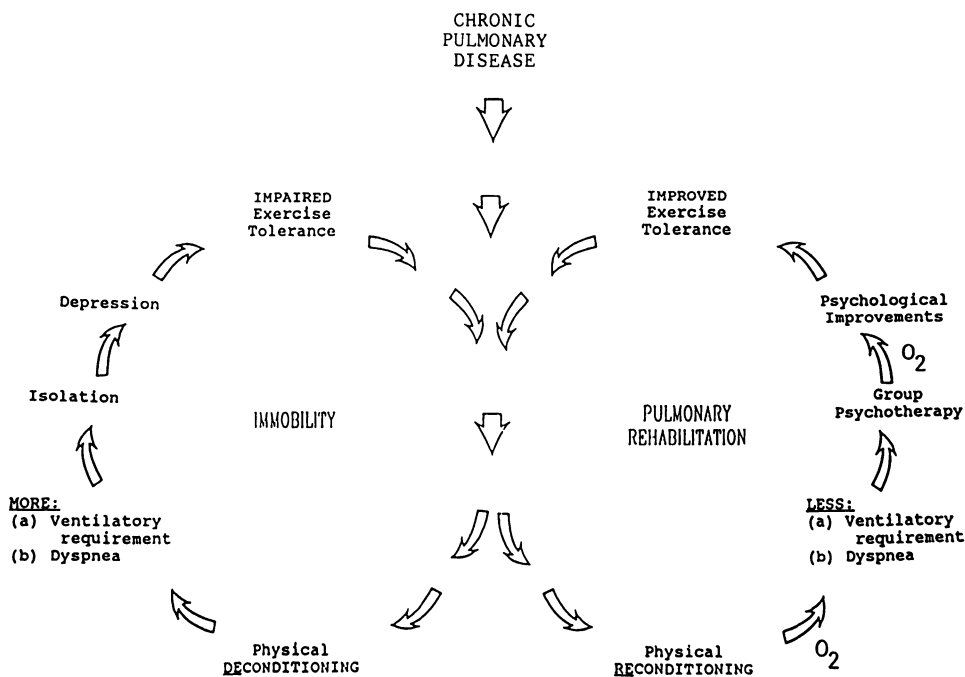 CHRONIC
PULMONARY
DISEASE
IMPAIRED
Exercise
Tolerance
IMPROVED
Exercise
Tolerance
Depression
Psychological
Improvements
O2
Isolation
Group
Psychotherapy
IMMOBILITY
PULMONARY
REHABILITATION
MORE:
(a) Ventilatory
requirement
(b) Dyspnea
LESS:
(a) Ventilatory
requirement
(b) Dyspnea
Physical
DECONDITIONING
Physical
RECONDITIONING
O2